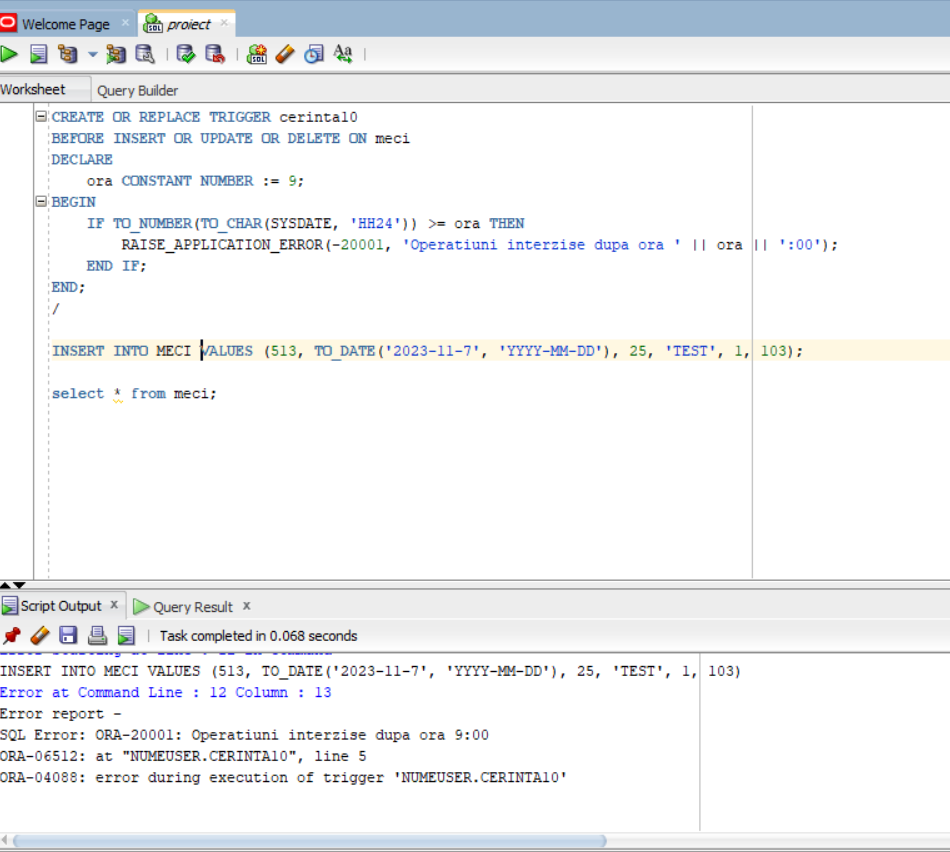 Welcome Page
proiect
Worksheet
Query Builder
CREATE OR REPLACE TRIGGER cerinta10
BEFORE INSERT OR UPDATE OR DELETE ON meci
DECLARE
ora CONSTANT NUMBER := 9;
BEGIN
IF TO_NUMBER(TO_CHAR(SYSDATE, 'HH24')) >= ora THEN
RAISE_APPLICATION_ERROR(-20001, 'Operatiuni interzise dupa ora ' || ora || ':00');
END IF;
END;
/
INSERT INTO MECI VALUES (513, TO_DATE('2023-11-7', 'YYYY-MM-DD'), 25, 'TEST', 1, 103);
select * from meci;
Script Output x
Query Result x
Task completed in 0.068 seconds
INSERT INTO MECI VALUES (513, TO_DATE('2023-11-7', 'YYYY-MM-DD'), 25, 'TEST', 1, 103)
Error at Command Line : 12 Column : 13
Error report -
SQL Error: ORA-20001: Operatiuni interzise dupa ora 9:00
ORA-06512: at "NUMEUSER.CERINTA10", line 5
ORA-04088: error during execution of trigger 'NUMEUSER.CERINTA10'